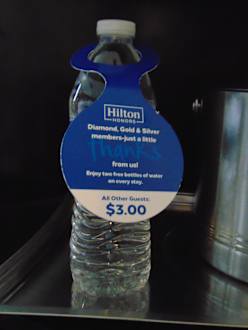 Hilton
HONORS
Diamond, Gold & Silver
members-just a little
Thanks
from us!
Enjoy two free bottles of water
on every stay.
All Other Guests:
$3.00